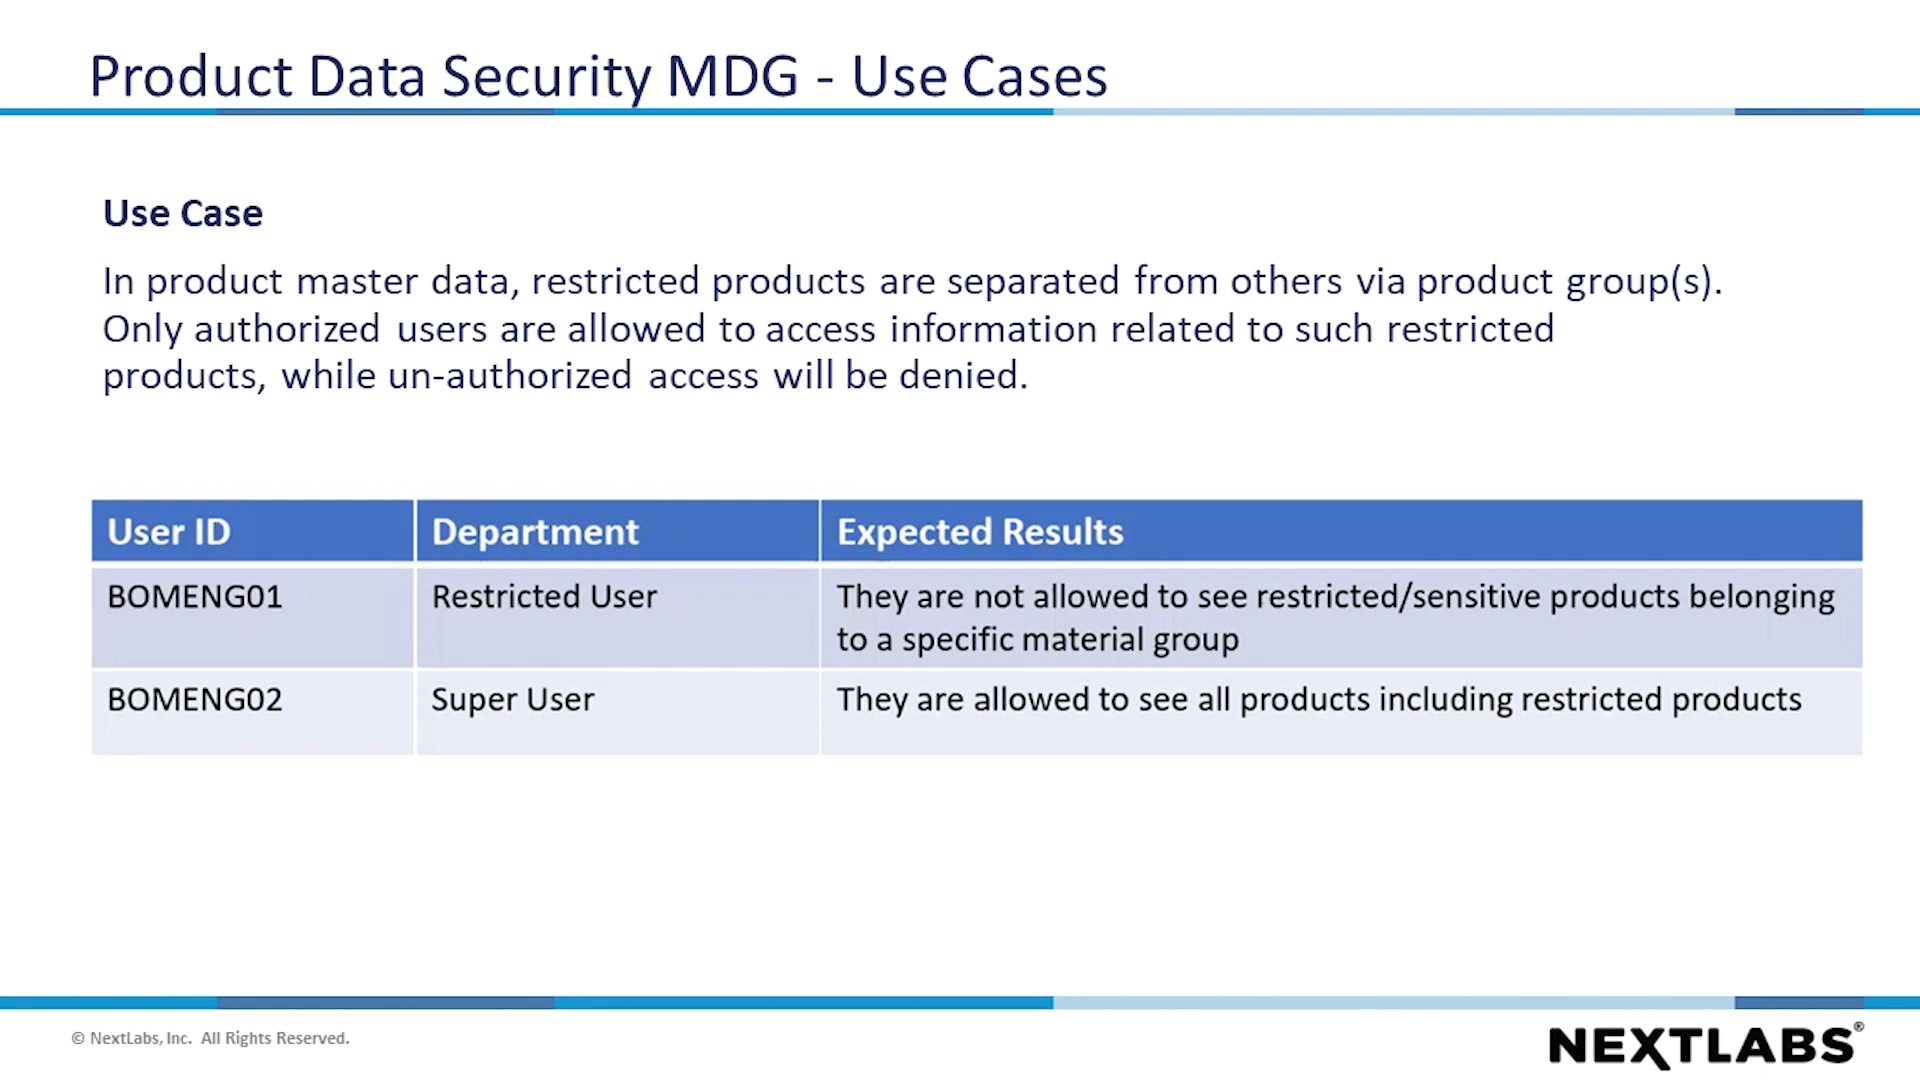 Product Data Security MDG - Use Cases
Use Case
In product master data, restricted products are separated from others via product group(s).
Only authorized users are allowed to access information related to such restricted
products, while un-authorized access will be denied.
User ID Department Expected Results
BOMENG01 Restricted User They are not allowed to see restricted/sensitive products belonging
to a specific material group
BOMENG02 Super User They are allowed to see all products including restricted products
© NextLabs, Inc. All Rights Reserved.
NEXTLABS®